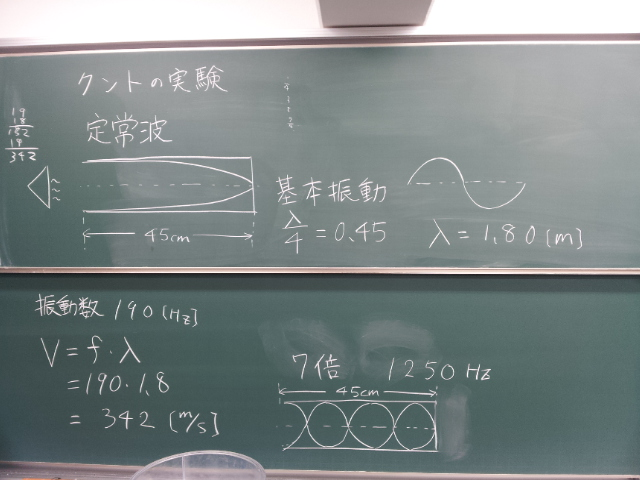 クントの実験
定常波
19
18
152
19
342
45cm
基本振動
λ/4 = 0.45
λ = 1.80 [m]
振動数 190 [Hz]
V = f・λ
= 190・1.8
= 342 [m/s]
7倍 1250 Hz
45cm